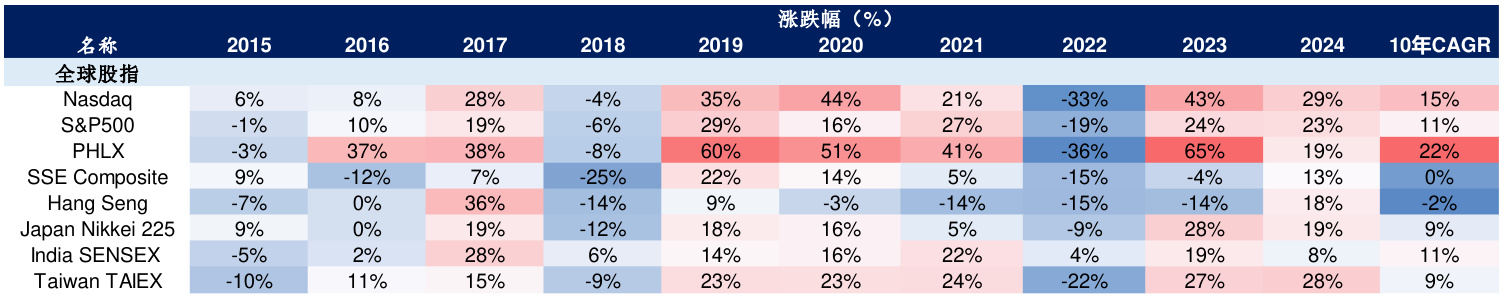 涨跌幅（%）
名称 2015 2016 2017 2018 2019 2020 2021 2022 2023 2024 10年CAGR
全球股指
Nasdaq 6% 8% 28% -4% 35% 44% 21% -33% 43% 29% 15%
S&P500 -1% 10% 19% -6% 29% 16% 27% -19% 24% 23% 11%
PHLX -3% 37% 38% -8% 60% 51% 41% -36% 65% 19% 22%
SSE Composite 9% -12% 7% -25% 22% 14% 5% -15% -4% 13% 0%
Hang Seng -7% 0% 36% -14% 9% -3% -14% -15% -14% 18% -2%
Japan Nikkei 225 9% 0% 19% -12% 18% 16% 5% -9% 28% 19% 9%
India SENSEX -5% 2% 28% 6% 14% 16% 22% 4% 19% 8% 11%
Taiwan TAIEX -10% 11% 15% -9% 23% 23% 24% -22% 27% 28% 9%